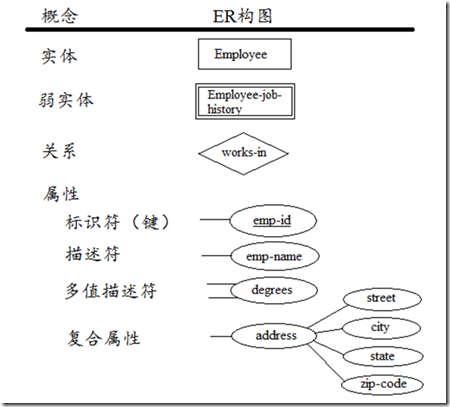 概念 ER构图
实体 Employee
弱实体 Employee-job-
history
关系 works-in
属性
标识符（键） emp-id
描述符 emp-name
多值描述符 degrees
street
city
复合属性 address
state
zip-code